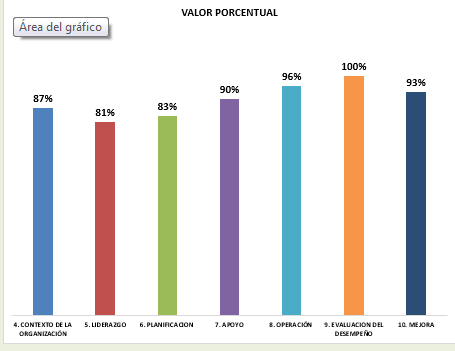 VALOR PORCENTUAL
Área del gráfico
87%
81%
83%
90%
96%
100%
93%
4. CONTEXTO DE LA
ORGANIZACIÓN
5. LIDERAZGO
6. PLANIFICACION
7. APOYO
8. OPERACIÓN
9. EVALUACION DEL
DESEMPEÑO
10. MEJORA